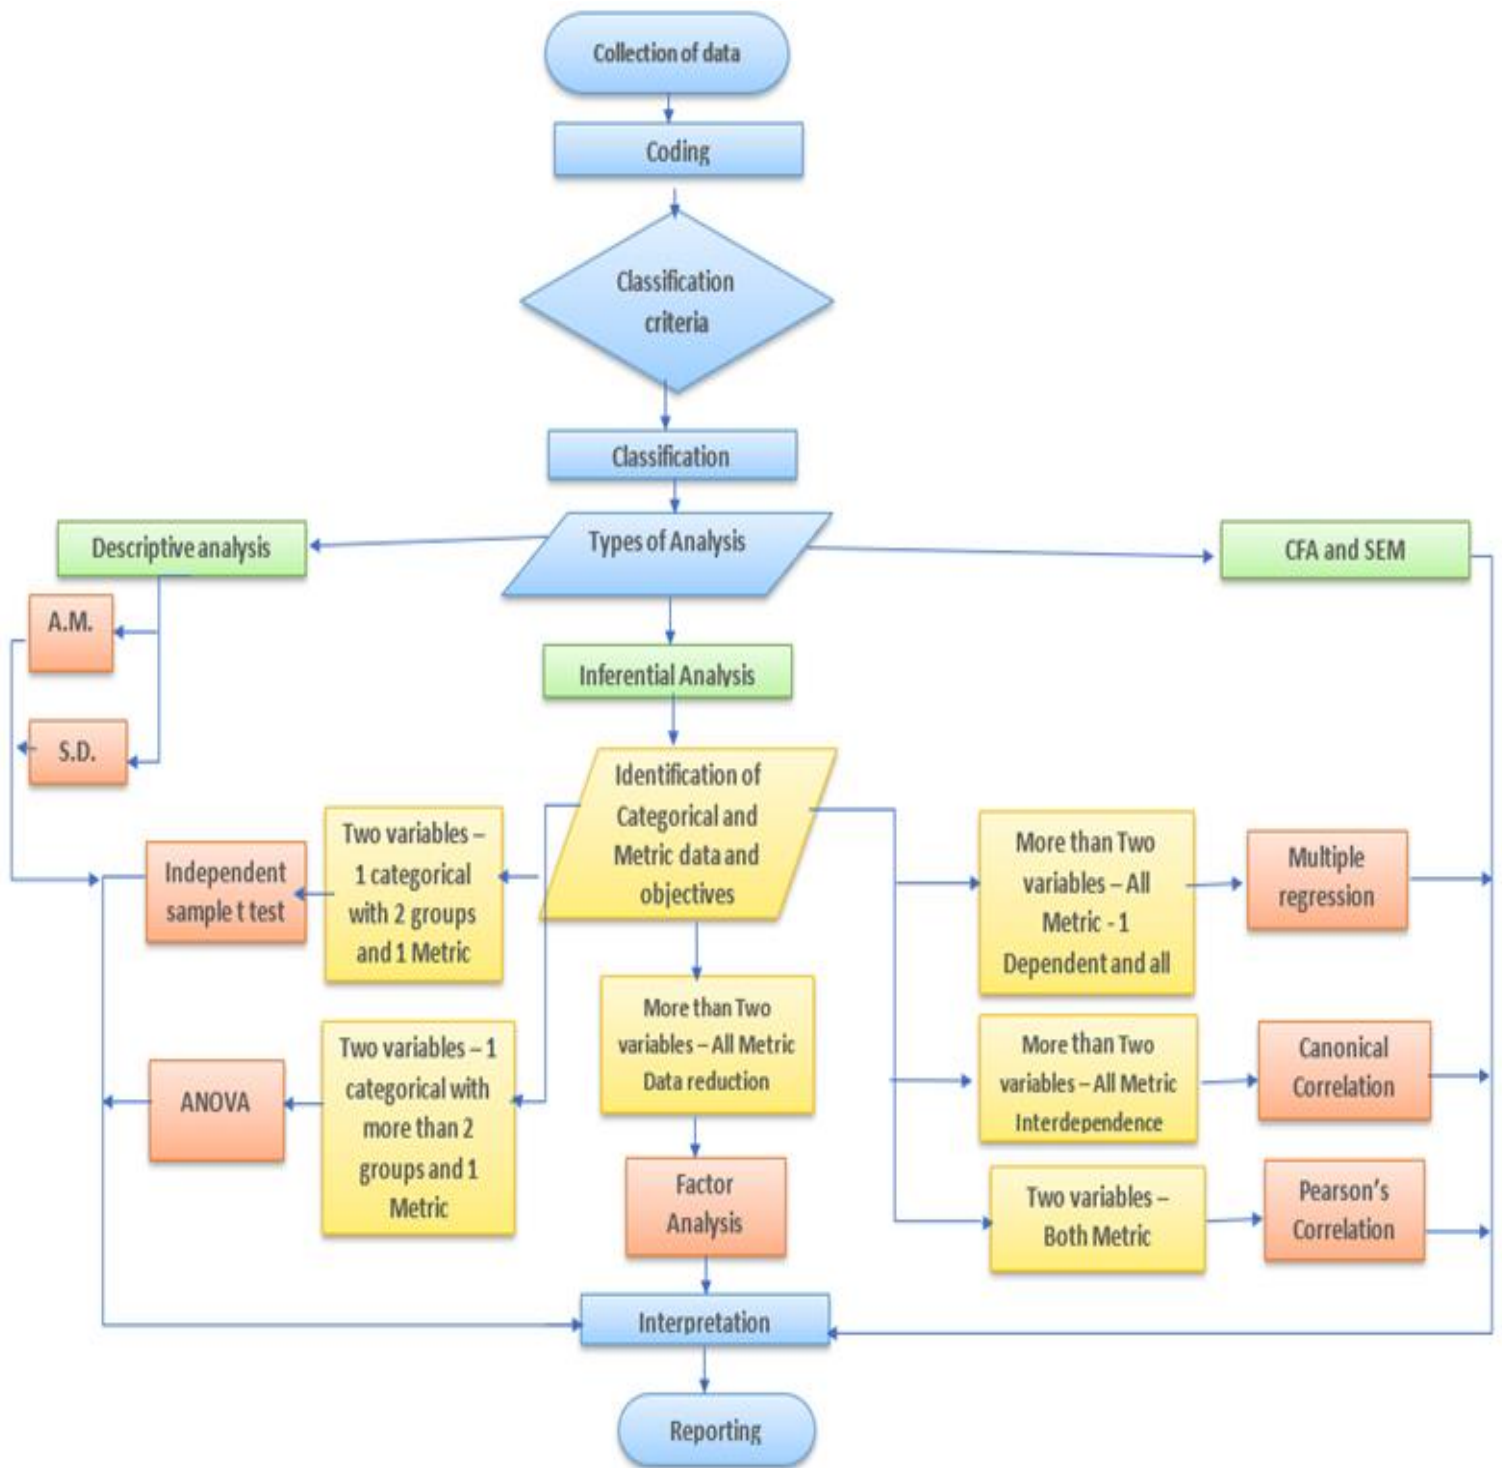 Collection of data
Coding
Classification
criteria
Classification
Types of Analysis
Descriptive analysis
CFA and SEM
A.M.
S.D.
Inferential Analysis
Identification of
Categorical and
Metric data and
objectives
Two variables –
1 categorical
with 2 groups
and 1 Metric
Independent
sample t test
More than Two
variables – All
Metric - 1
Dependent and all
Multiple
regression
More than Two
variables – All Metric
Data reduction
Two variables – 1
categorical with
more than 2
groups and 1
Metric
ANOVA
More than Two
variables – All Metric
Interdependence
Canonical
Correlation
Factor
Analysis
Two variables –
Both Metric
Pearson's
Correlation
Interpretation
Reporting